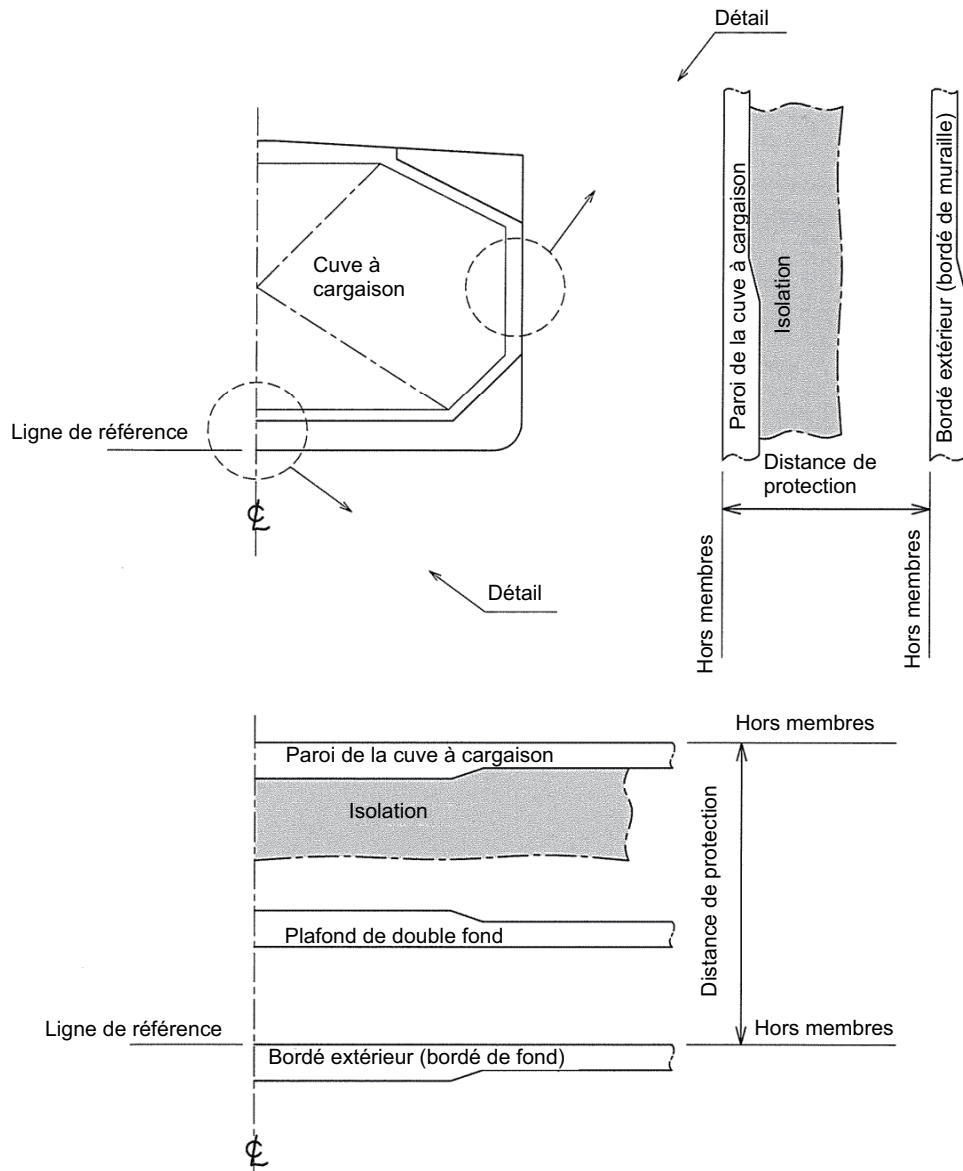 Détail
Paroi de la cuve à cargaison
Isolation
Bordé extérieur (bordé de muraille)
Cuve à
cargaison
Ligne de référence
Distance de
protection
℄
Hors membres
Hors membres
Détail
Hors membres
Paroi de la cuve à cargaison
Isolation
Distance de protection
Plafond de double fond
Ligne de référence
Hors membres
Bordé extérieur (bordé de fond)
℄